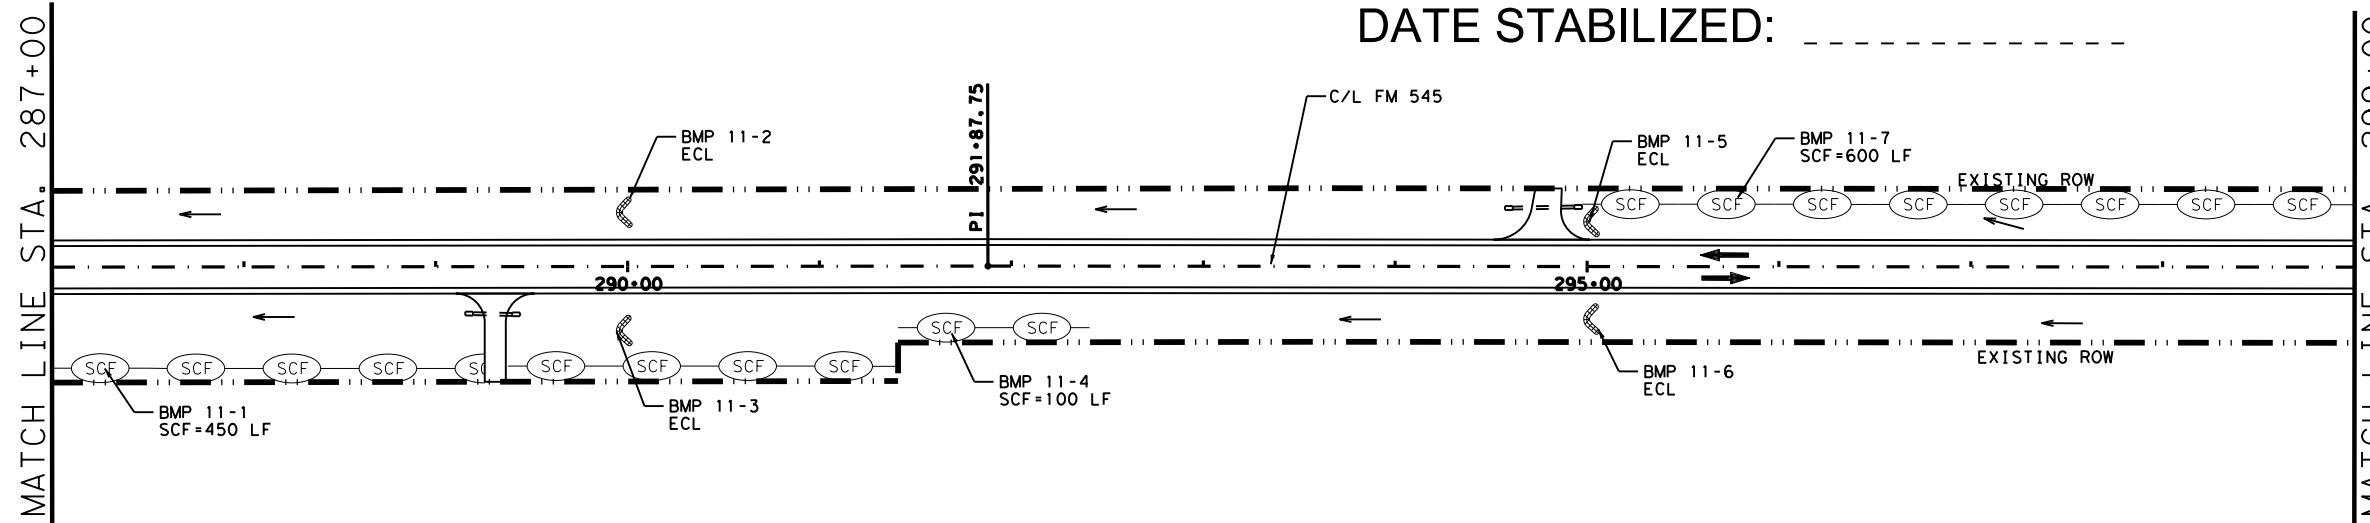 DATE STABILIZED: _ _ _ _ _ _ _ _ _ _ _ _ _
MATCH LINE STA. 287+00
PI 291+87.75
C/L FM 545
BMP 11-2
ECL
BMP 11-5
ECL
BMP 11-7
SCF=600 LF
EXISTING ROW
SCF SCF SCF SCF SCF SCF SCF SCF
290+00
295+00
SCF SCF
EXISTING ROW
SCF SCF SCF SCF SCF SCF SCF SCF
BMP 11-1
SCF=450 LF
BMP 11-3
ECL
BMP 11-4
SCF=100 LF
BMP 11-6
ECL
MATCH LINE STA.